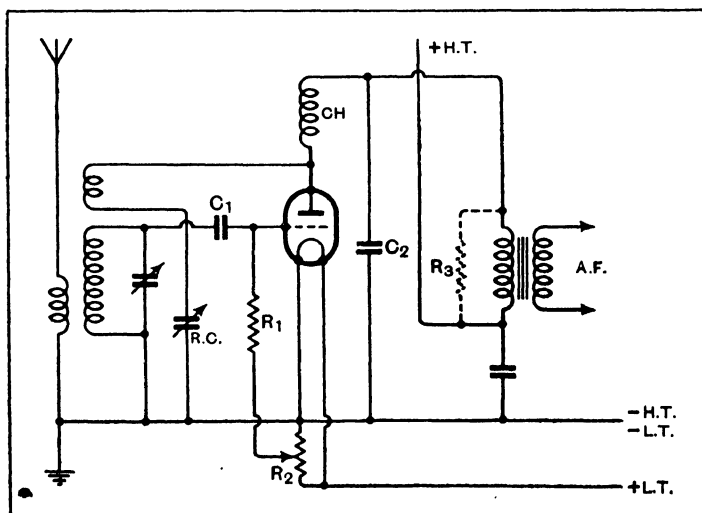 +H.T.
CH
C1
C2
R3
A.F.
R.C.
R1
-H.T.
-L.T.
R2
+L.T.